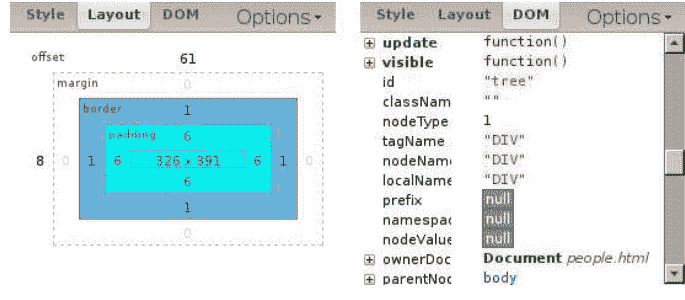 Style Layout DOM Options
offset 61
margin 0
border 1
padding 6
8 0 1 6 326 × 391 6 1 0
6
1
0
Style Layout DOM Options
update function()
visible function()
id "tree"
classNam ""
nodeType 1
tagName "DIV"
nodeNam "DIV"
localName "DIV"
prefix null
namespac null
nodeValue null
ownerDoc Document people.html
parentNod body